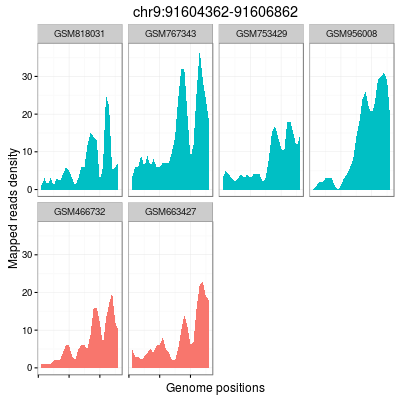 chr9:91604362-91606862
GSM818031 GSM767343 GSM753429 GSM956008
30
20
10
0
Mapped reads density
GSM466732 GSM663427
30
20
10
0
Genome positions